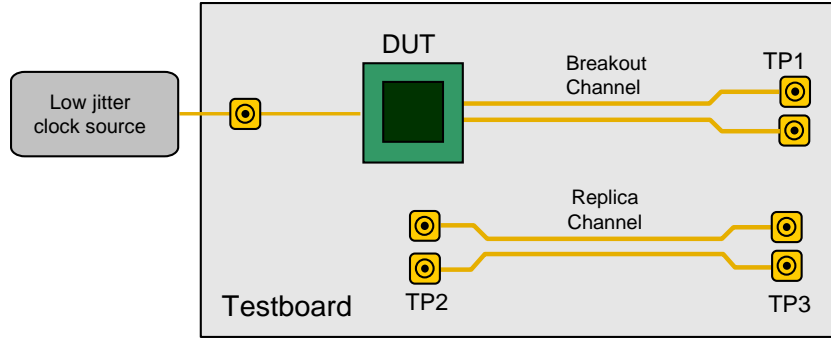 DUT
Breakout
Channel
TP1
Low jitter
clock source
Replica
Channel
Testboard
TP2
TP3